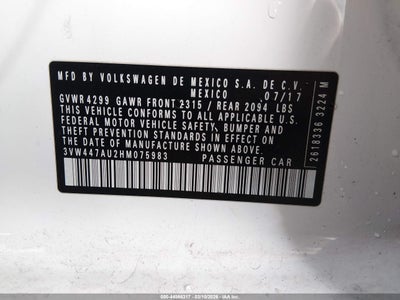 MFD BY VOLKSWAGEN DE MEXICO S.A. DE C.V.
MEXICO 07/17
GVWR 4299 GAWR FRONT 2315 / REAR 2094 LBS
THIS VEHICLE CONFORMS TO ALL APPLICABLE U.S.
FEDERAL MOTOR VEHICLE SAFETY, BUMPER AND
THEFT PREVENTION STANDARDS IN EFFECT ON
THE DATE OF MANUFACTURE SHOWN ABOVE.
3VW447AU2HM075983 PASSENGER CAR
2618336 3224 M